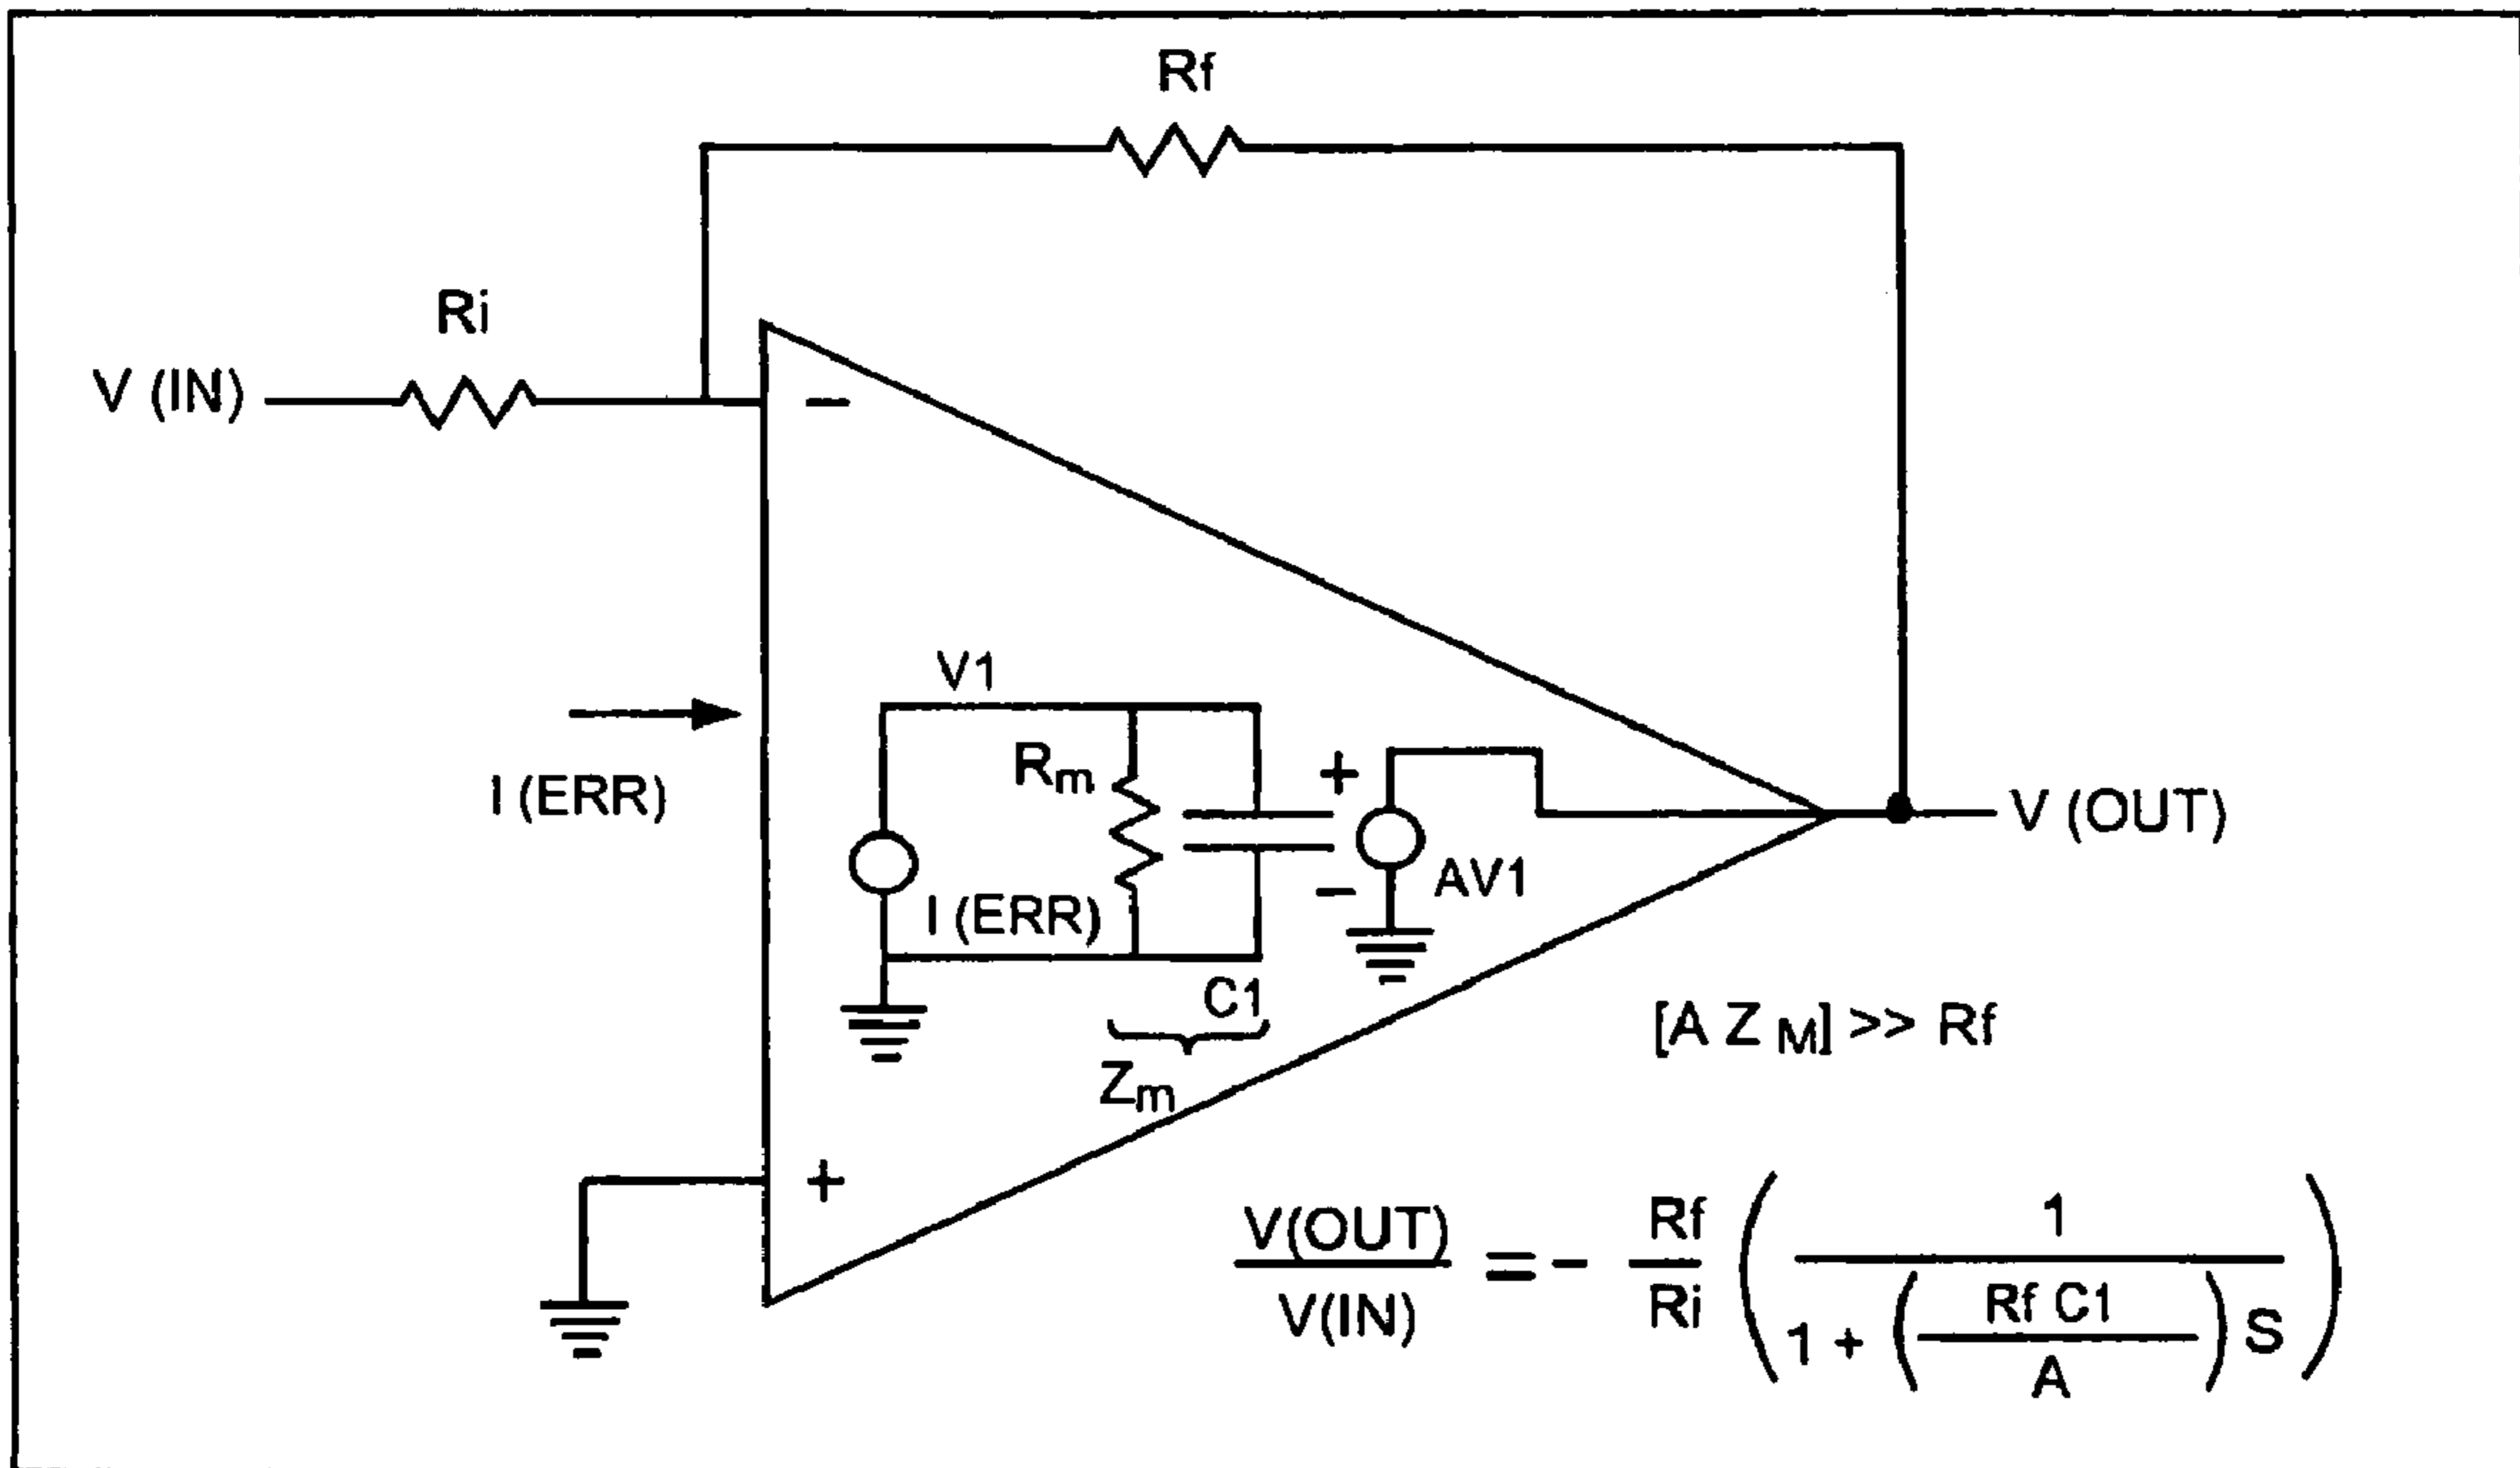 Rf
Ri
V (IN)
−
V1
Rm
+
I (ERR)
V (OUT)
−
AV1
I (ERR)
C1
[A ZM] >> Rf
Zm
+
V(OUT)
V(IN)
= −
Rf
Ri
1
1 +
Rf C1
A
S